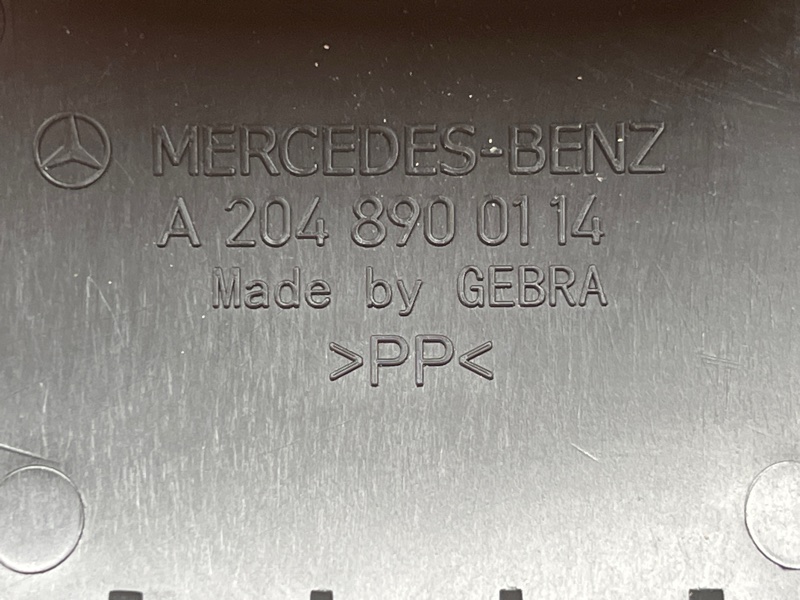 MERCEDES-BENZ
A 204 890 01 14
Made by GEBRA
>PP<